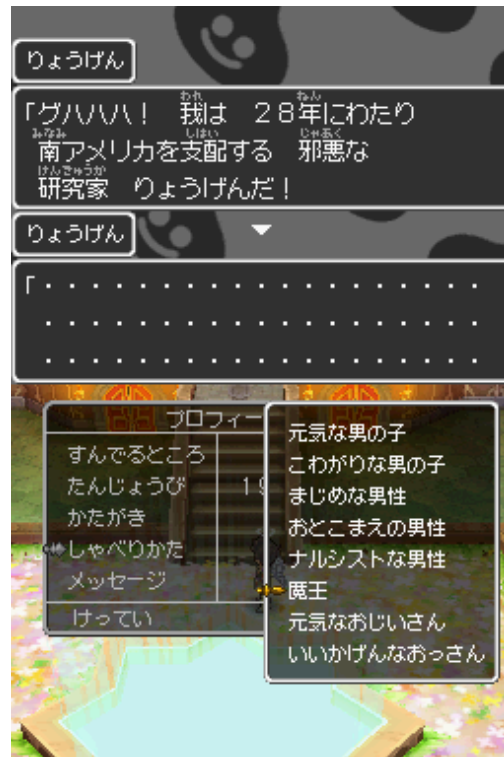 りょうげん
「グハハハハ！　我は　２８年にわたり
南アメリカを支配する　邪悪な
研究家　りょうげんだ！
りょうげん
「・・・・・・・・・・・・・・・・・・・
・・・・・・・・・・・・・・・・・・・
・・・・・・・・・・・・・・・・・・・
プロフィー
すんでるところ
たんじょうび　１９
かたがき
しゃべりかた
メッセージ
けってい
元気な男の子
こわがりな男の子
まじめな男性
おとこまえの男性
ナルシストな男性
魔王
元気なおじいさん
いいかげんなおっさん